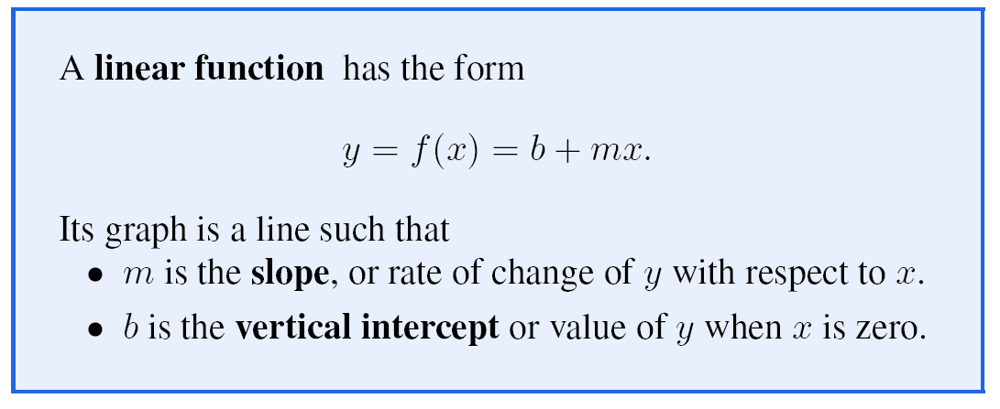 A linear function has the form
y = f(x) = b + mx.
Its graph is a line such that
• m is the slope, or rate of change of y with respect to x.
• b is the vertical intercept or value of y when x is zero.